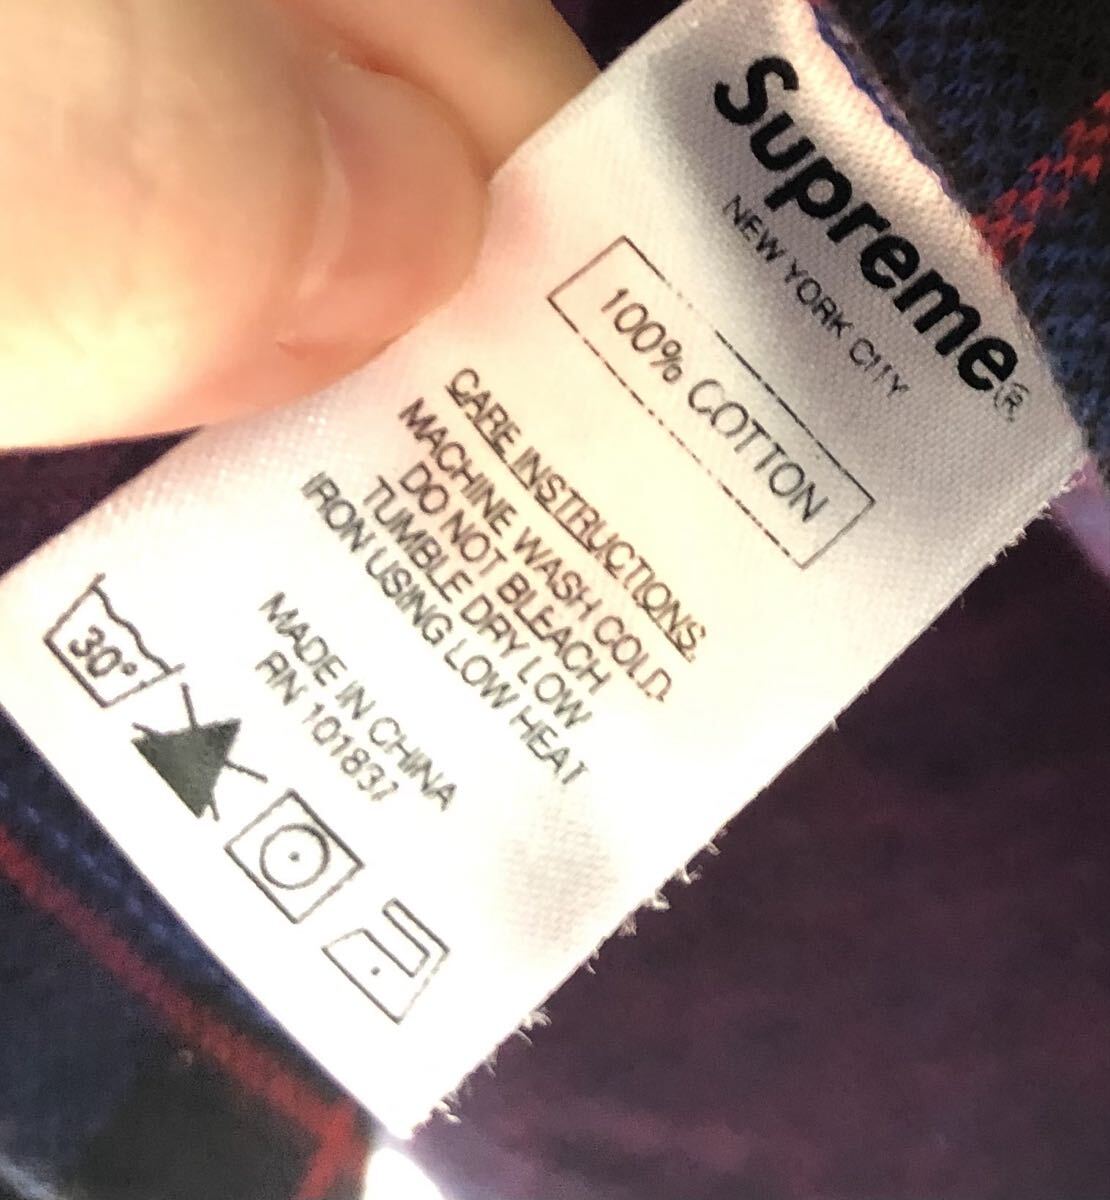 Supreme®
NEW YORK CITY
100% COTTON
CARE INSTRUCTIONS.
MACHINE WASH COLD.
DO NOT BLEACH
TUMBLE DRY LOW
IRON USING LOW HEAT
MADE IN CHINA
RN 101837
30°